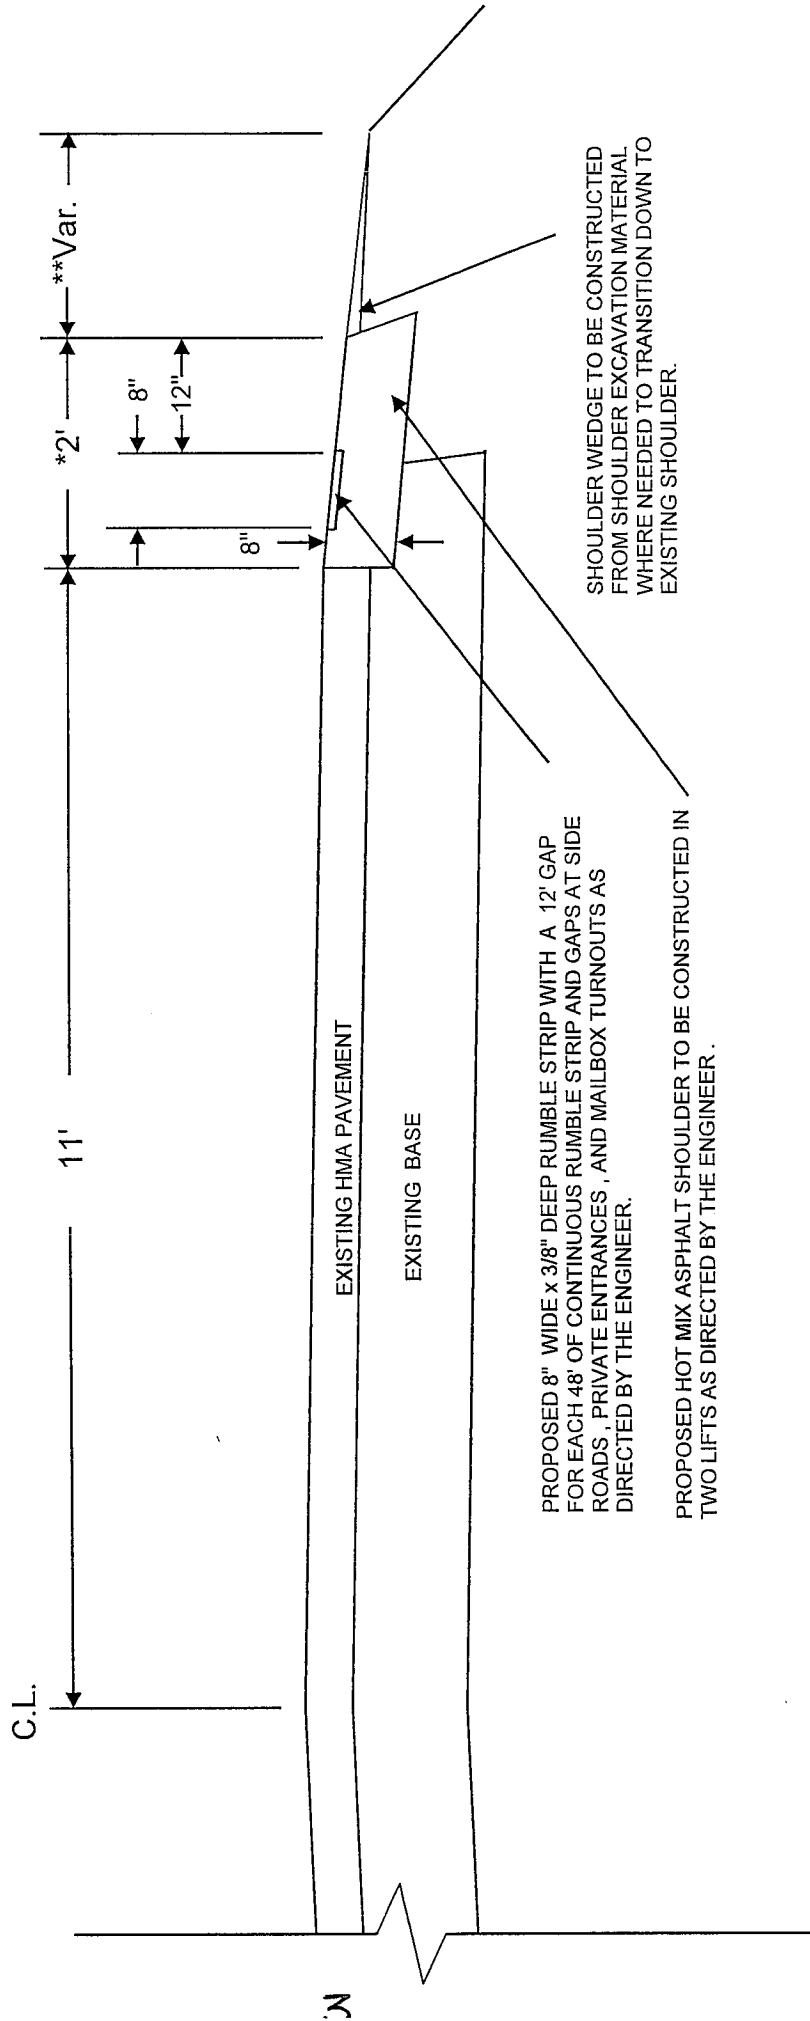 C.L.
11'
*2'
**Var.
8"
12"
8"
EXISTING HMA PAVEMENT
EXISTING BASE
PROPOSED 8" WIDE x 3/8" DEEP RUMBLE STRIP WITH A 12' GAP
FOR EACH 48' OF CONTINUOUS RUMBLE STRIP AND GAPS AT SIDE
ROADS , PRIVATE ENTRANCES , AND MAILBOX TURNOUTS AS
DIRECTED BY THE ENGINEER.
PROPOSED HOT MIX ASPHALT SHOULDER TO BE CONSTRUCTED IN
TWO LIFTS AS DIRECTED BY THE ENGINEER .
SHOULDER WEDGE TO BE CONSTRUCTED
FROM SHOULDER EXCAVATION MATERIAL
WHERE NEEDED TO TRANSITION DOWN TO
EXISTING SHOULDER.